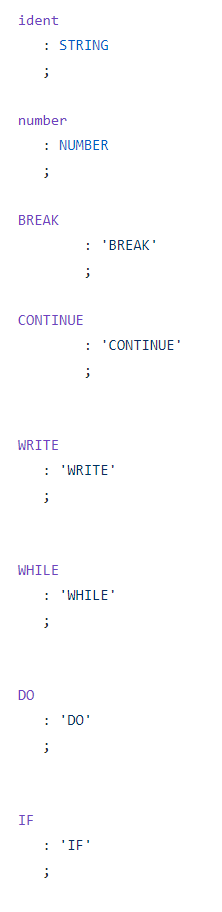 ident
: STRING
;
number
: NUMBER
;
BREAK
: 'BREAK'
;
CONTINUE
: 'CONTINUE'
;
WRITE
: 'WRITE'
;
WHILE
: 'WHILE'
;
DO
: 'DO'
;
IF
: 'IF'
;